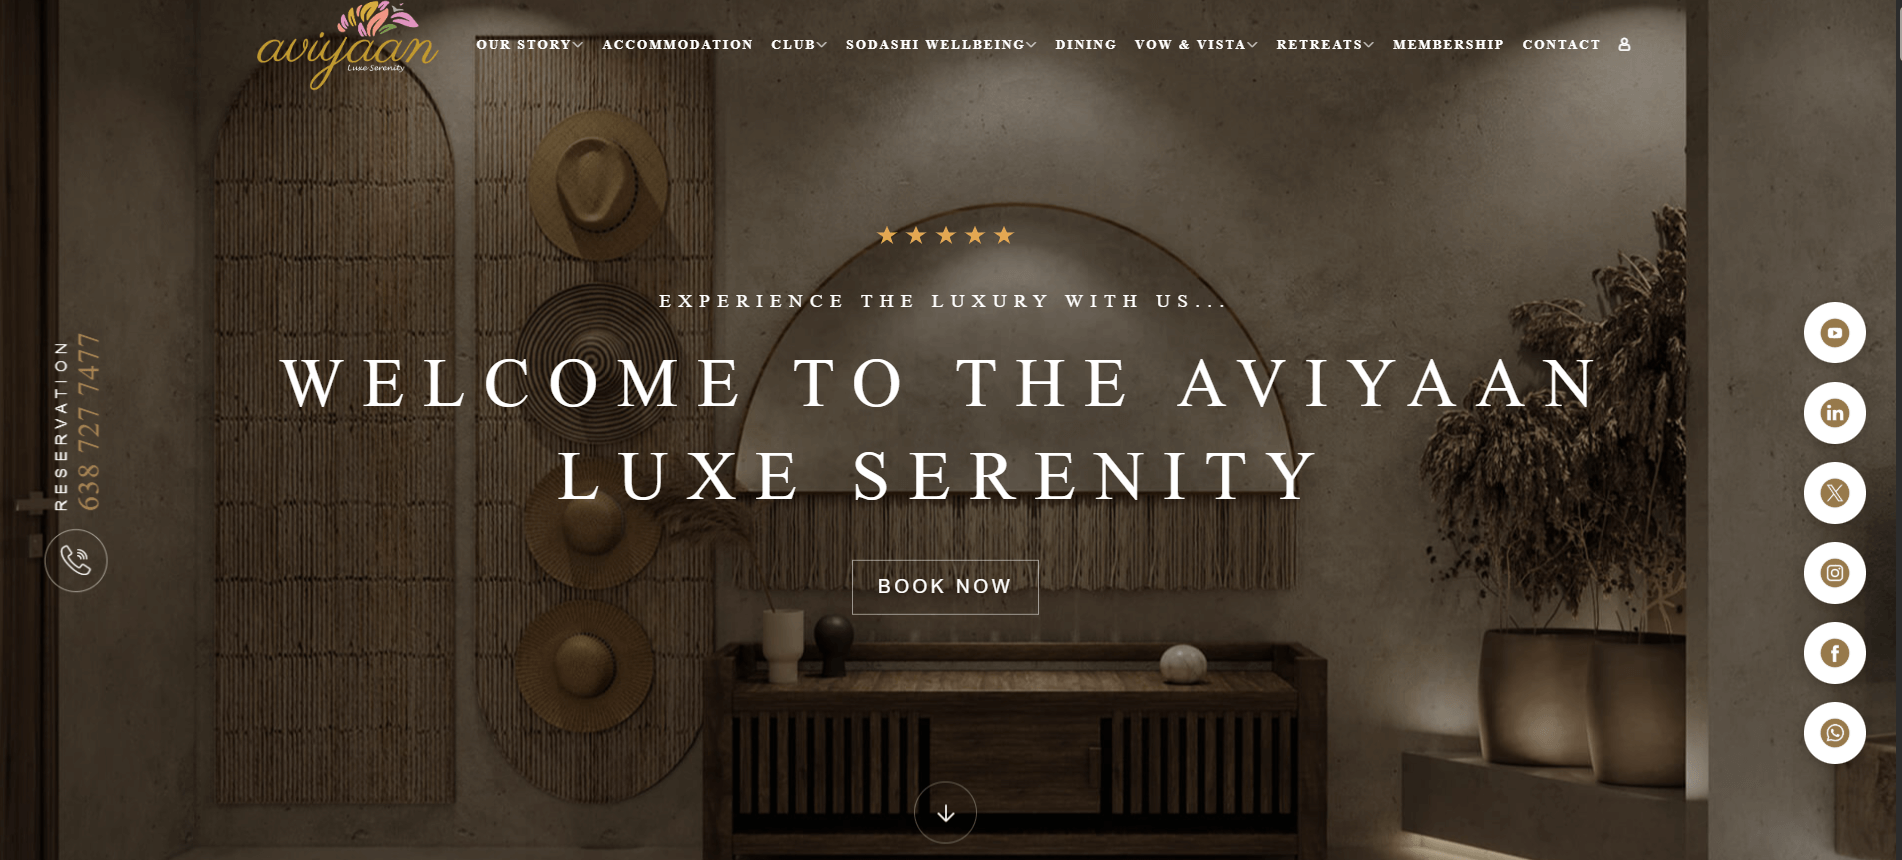 aviyaan
Luxe Serenity
OUR STORY ACCOMMODATION CLUB SODASHI WELLBEING DINING VOW & VISTA RETREATS MEMBERSHIP CONTACT
EXPERIENCE THE LUXURY WITH US...
WELCOME TO THE AVIYAAN
LUXE SERENITY
BOOK NOW
RESERVATION
638 727 7477